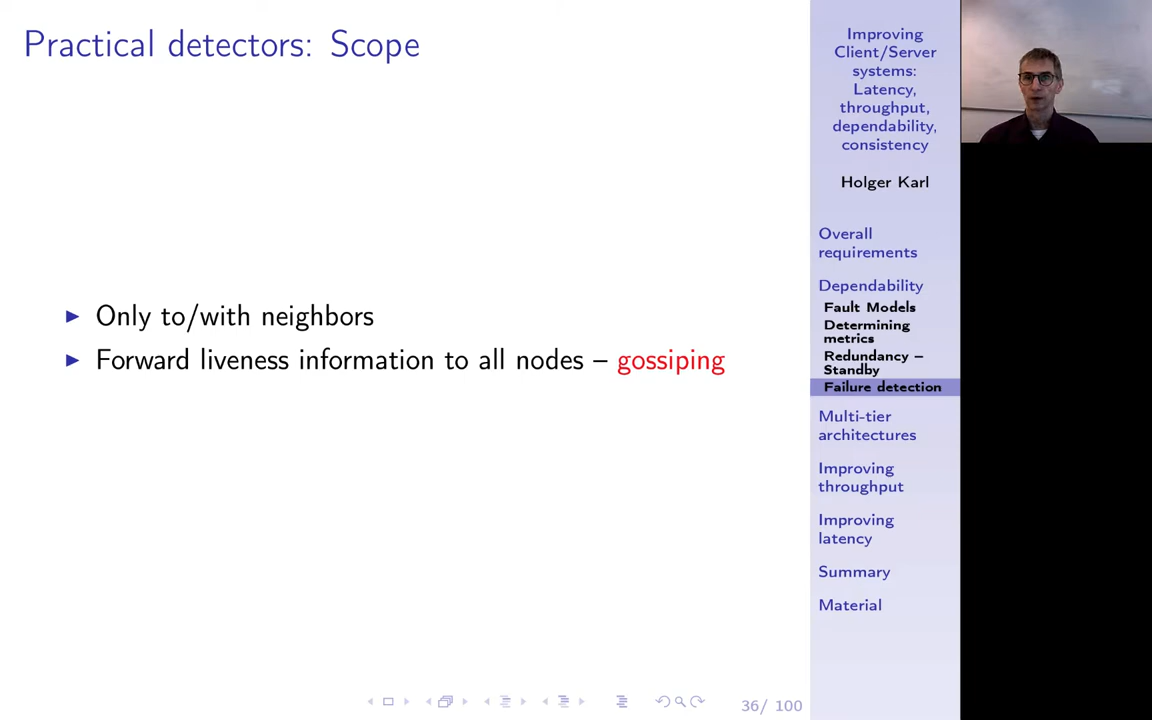 Practical detectors: Scope
▶ Only to/with neighbors
▶ Forward liveness information to all nodes – gossiping
Improving
Client/Server
systems:
Latency,
throughput,
dependability,
consistency
Holger Karl
Overall
requirements
Dependability
Fault Models
Determining
metrics
Redundancy –
Standby
Failure detection
Multi-tier
architectures
Improving
throughput
Improving
latency
Summary
Material
36/ 100